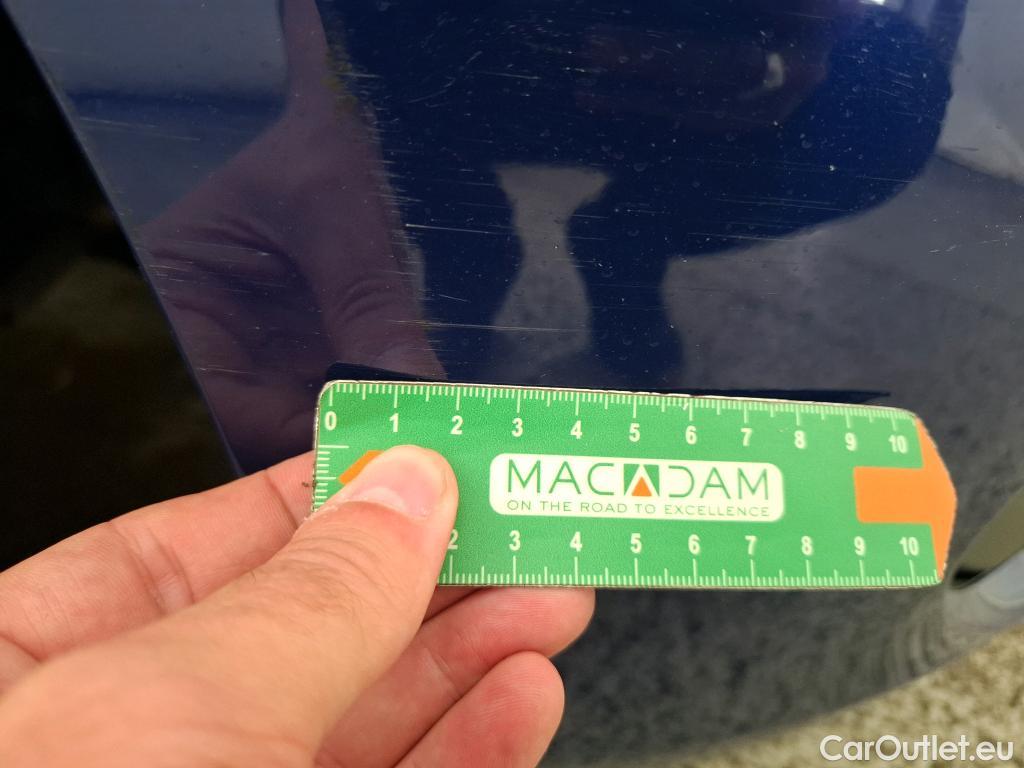 0 1 2 3 4 5 6 7 8 9 10
MACADAM
ON THE ROAD TO EXCELLENCE
2 3 4 5 6 7 8 9 10
CarOutlet.eu